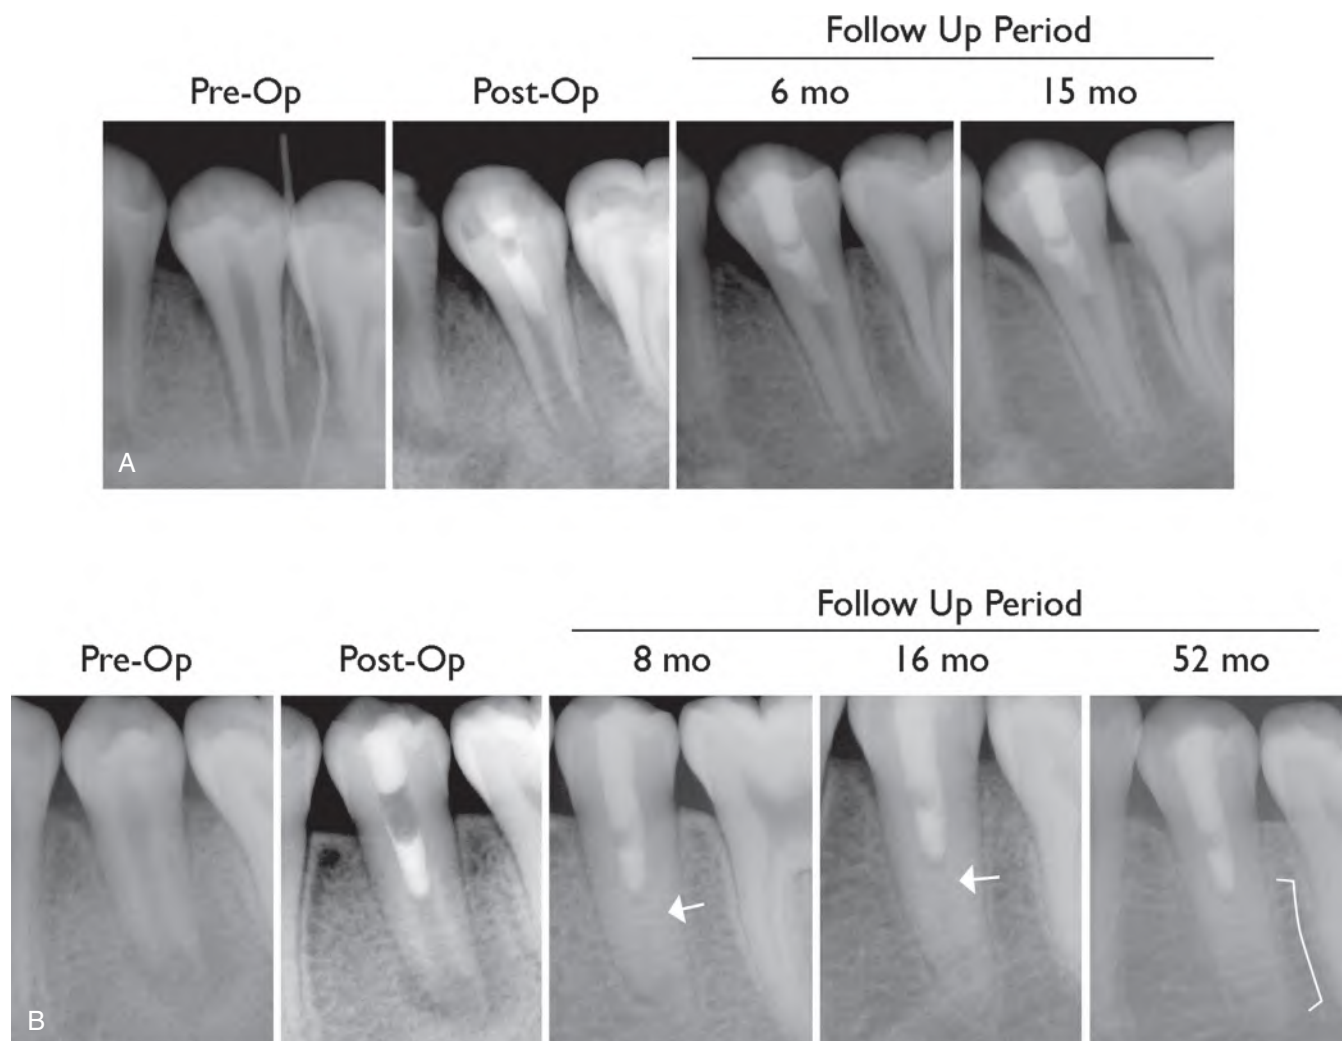 Follow Up Period
Pre-Op Post-Op 6 mo 15 mo
A
Follow Up Period
Pre-Op Post-Op 8 mo 16 mo 52 mo
B